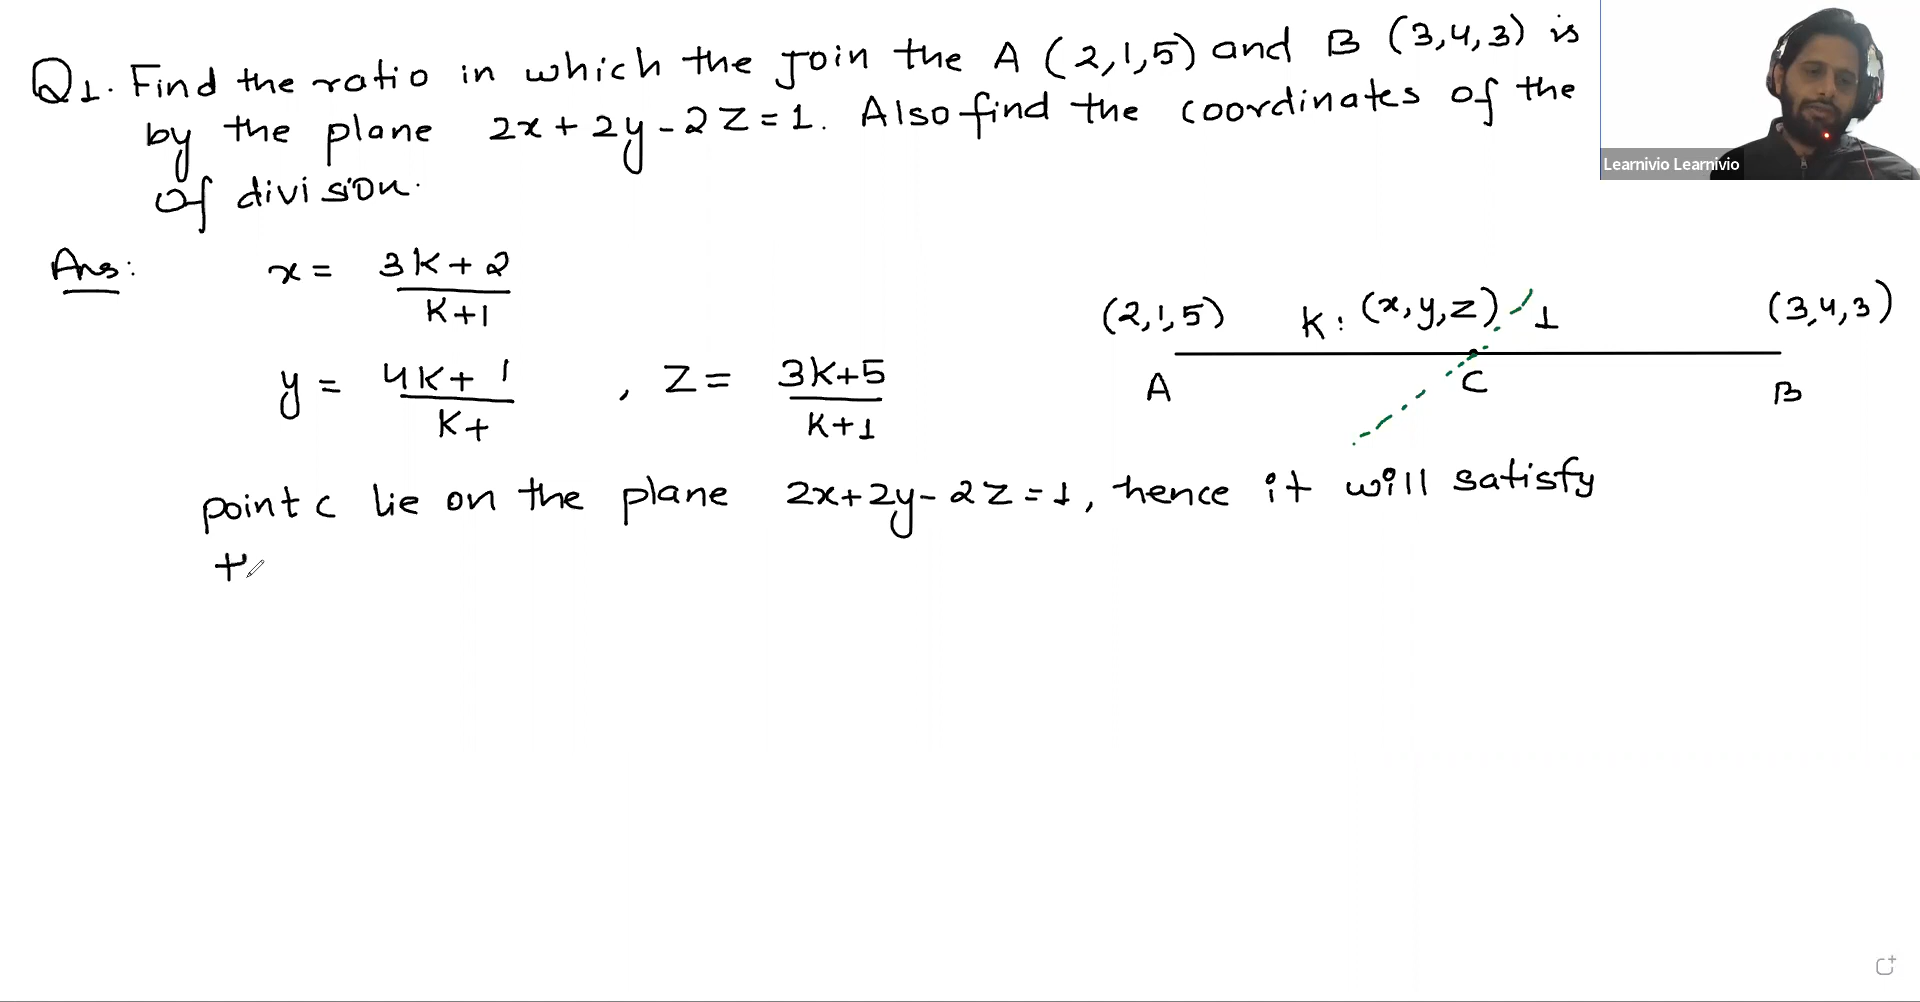 Q1. Find the ratio in which the join the A (2,1,5) and B (3,4,3) is
by the plane 2x+2y-2z=1. Also find the coordinates of the
of division.
Learnivio Learnivio
Ans: x = 3k+2 / k+1
(2,1,5) k: (x,y,z) 1 (3,4,3)
y = 4k+1 / k+ , z = 3k+5 / k+1
A C B
point c lie on the plane 2x+2y-2z=1, hence it will satisfy
t